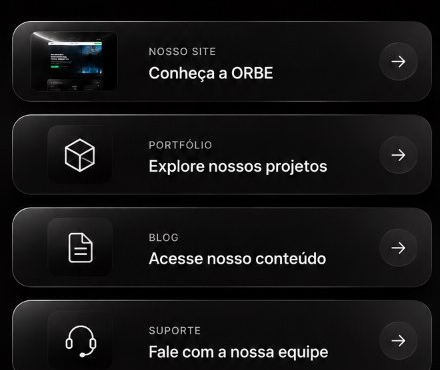 NOSSO SITE
Conheça a ORBE
PORTFÓLIO
Explore nossos projetos
BLOG
Acesse nosso conteúdo
SUPORTE
Fale com a nossa equipe